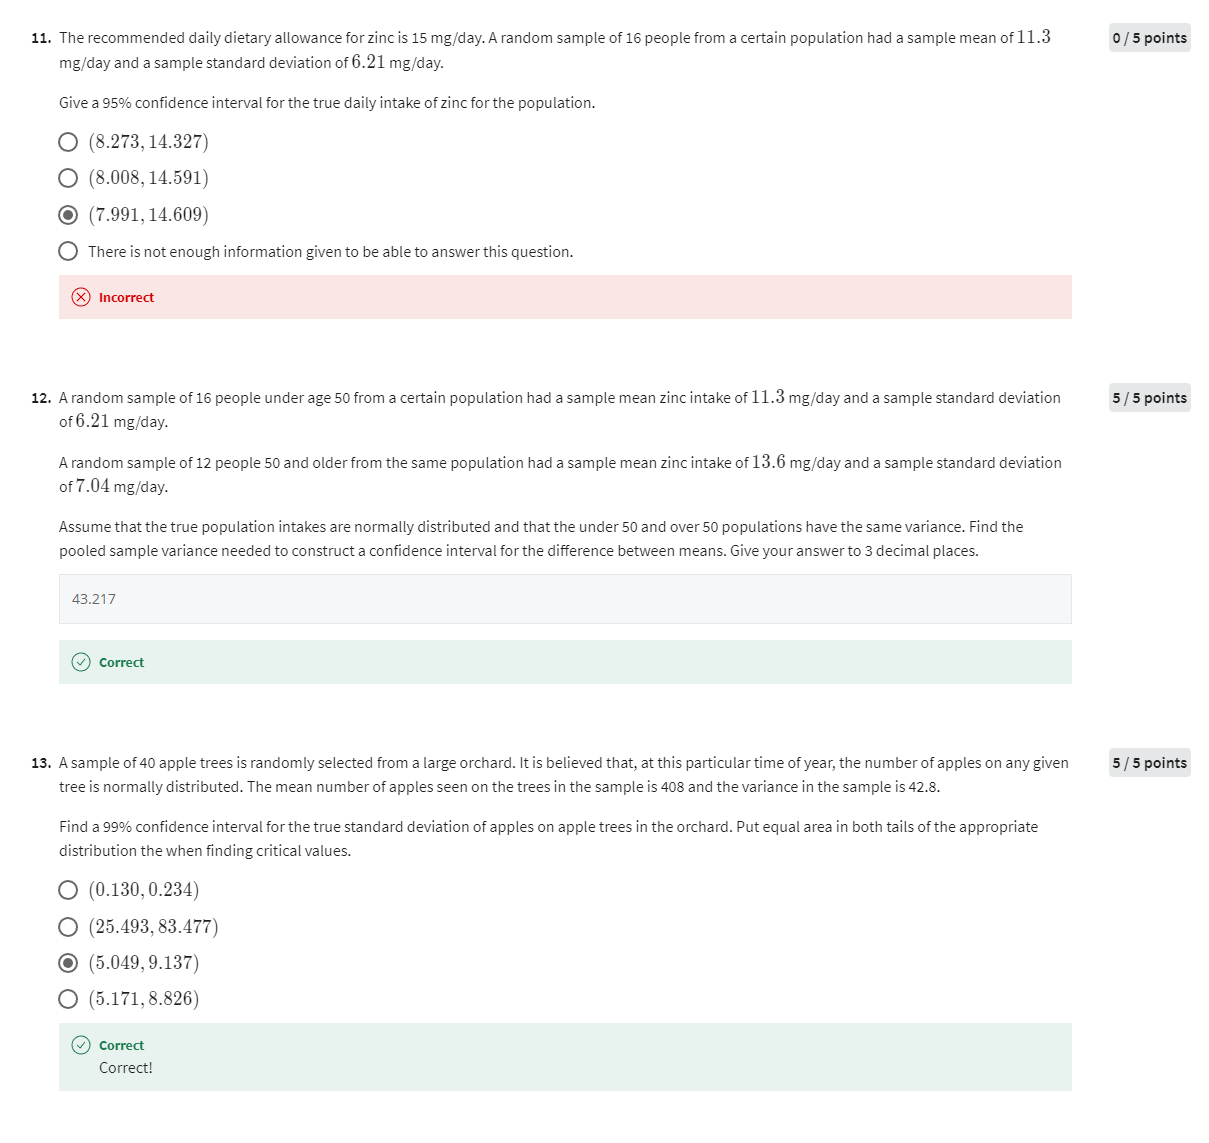 11. The recommended daily dietary allowance for zinc is 15 mg/day. A random sample of 16 people from a certain population had a sample mean of 11.3
0 / 5 points
mg/day and a sample standard deviation of 6.21 mg/day.
Give a 95% confidence interval for the true daily intake of zinc for the population.
(8.273, 14.327)
(8.008, 14.591)
(7.991, 14.609)
There is not enough information given to be able to answer this question.
Incorrect
12. A random sample of 16 people under age 50 from a certain population had a sample mean zinc intake of 11.3 mg/day and a sample standard deviation
5 / 5 points
of 6.21 mg/day.
A random sample of 12 people 50 and older from the same population had a sample mean zinc intake of 13.6 mg/day and a sample standard deviation
of 7.04 mg/day.
Assume that the true population intakes are normally distributed and that the under 50 and over 50 populations have the same variance. Find the
pooled sample variance needed to construct a confidence interval for the difference between means. Give your answer to 3 decimal places.
43.217
Correct
13. A sample of 40 apple trees is randomly selected from a large orchard. It is believed that, at this particular time of year, the number of apples on any given
5 / 5 points
tree is normally distributed. The mean number of apples seen on the trees in the sample is 408 and the variance in the sample is 42.8.
Find a 99% confidence interval for the true standard deviation of apples on apple trees in the orchard. Put equal area in both tails of the appropriate
distribution the when finding critical values.
(0.130, 0.234)
(25.493, 83.477)
(5.049, 9.137)
(5.171, 8.826)
Correct
Correct!